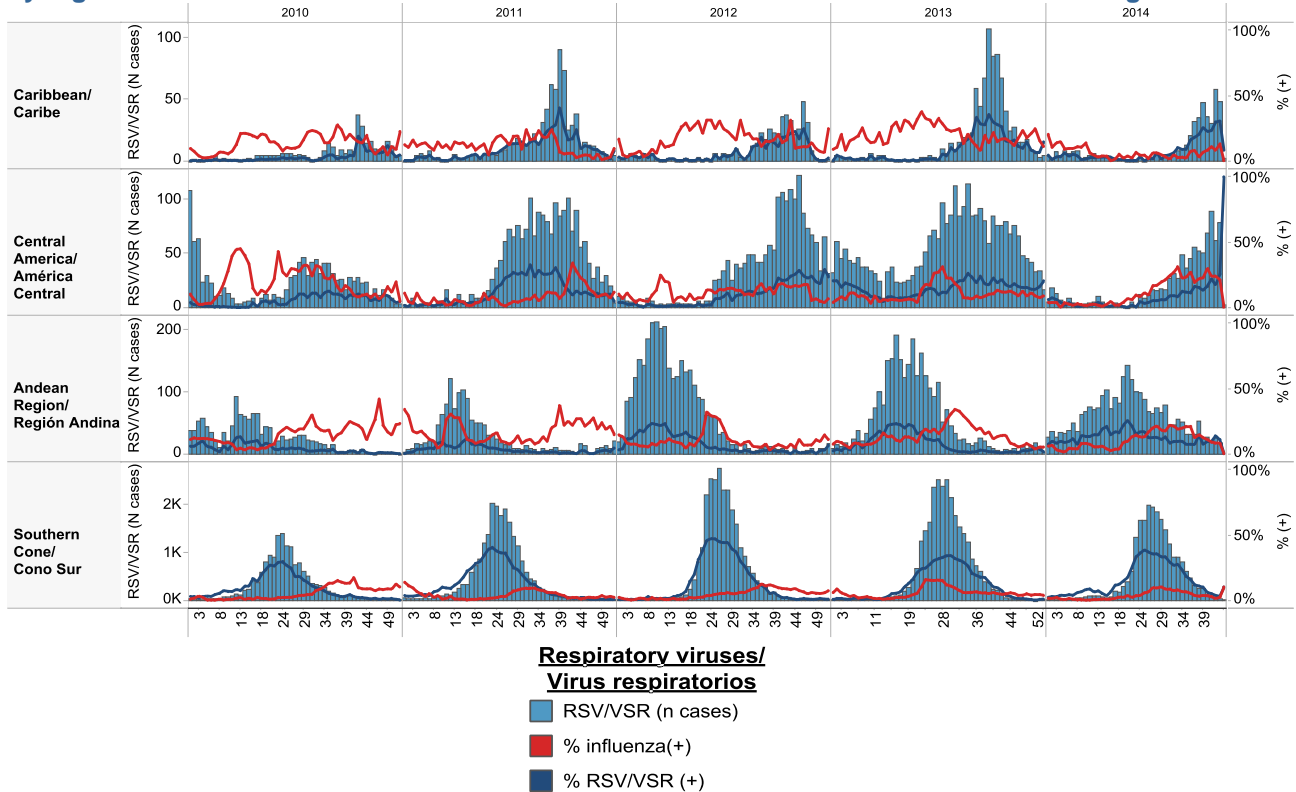 2010 2011 2012 2013 2014
Caribbean/
Caribe
RSV/VSR (N cases)
100
50
0
100%
50%
0%
% (+)
Central
America/
América
Central
RSV/VSR (N cases)
100
50
0
100%
50%
0%
% (+)
Andean
Region/
Región Andina
RSV/VSR (N cases)
200
100
0
100%
50%
0%
% (+)
Southern
Cone/
Cono Sur
RSV/VSR (N cases)
2K
1K
0K
100%
50%
0%
% (+)
3 8 13 18 24 29 34 39 44 49 3 8 13 18 24 29 34 39 44 49 3 8 13 18 24 29 34 39 44 49 3 11 19 28 36 44 52 3 8 13 18 24 29 34 39
Respiratory viruses/
Virus respiratorios
RSV/VSR (n cases)
% influenza(+)
% RSV/VSR (+)